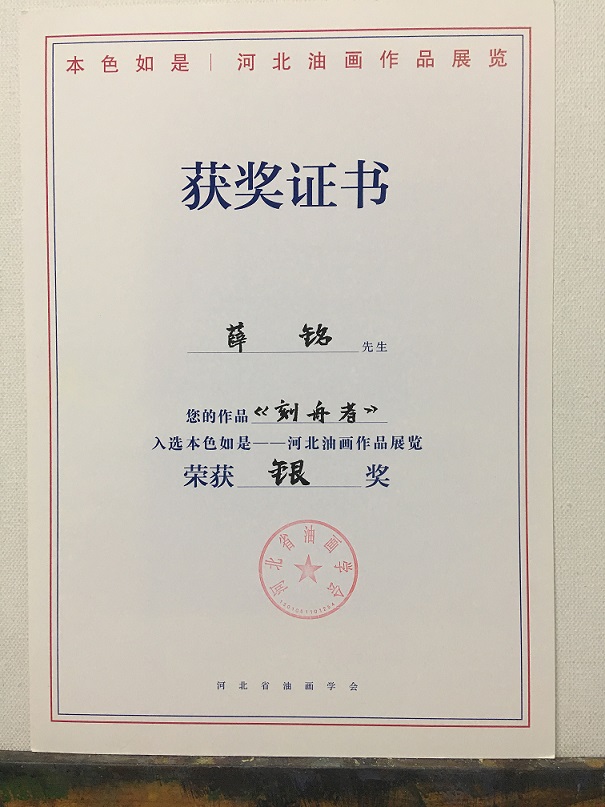 本色如是｜河北油画作品展览
获奖证书
薛铭先生
您的作品《刻舟者》
入选本色如是——河北油画作品展览
荣获银奖
河北省油画学会
河北省油画学会